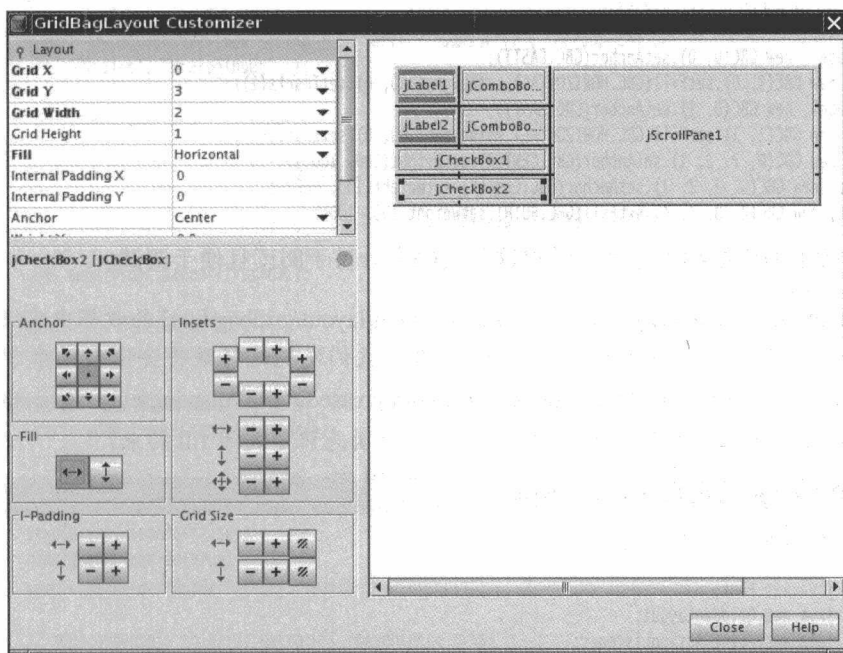 GridBagLayout Customizer
Layout
Grid X 0
Grid Y 3
Grid Width 2
Grid Height 1
Fill Horizontal
Internal Padding X 0
Internal Padding Y 0
Anchor Center
jCheckBox2 [JCheckBox]
Anchor
Insets
Fill
I-Padding
Grid Size
jLabel1 jComboBo...
jLabel2 jComboBo...
jScrollPane1
jCheckBox1
jCheckBox2
Close Help